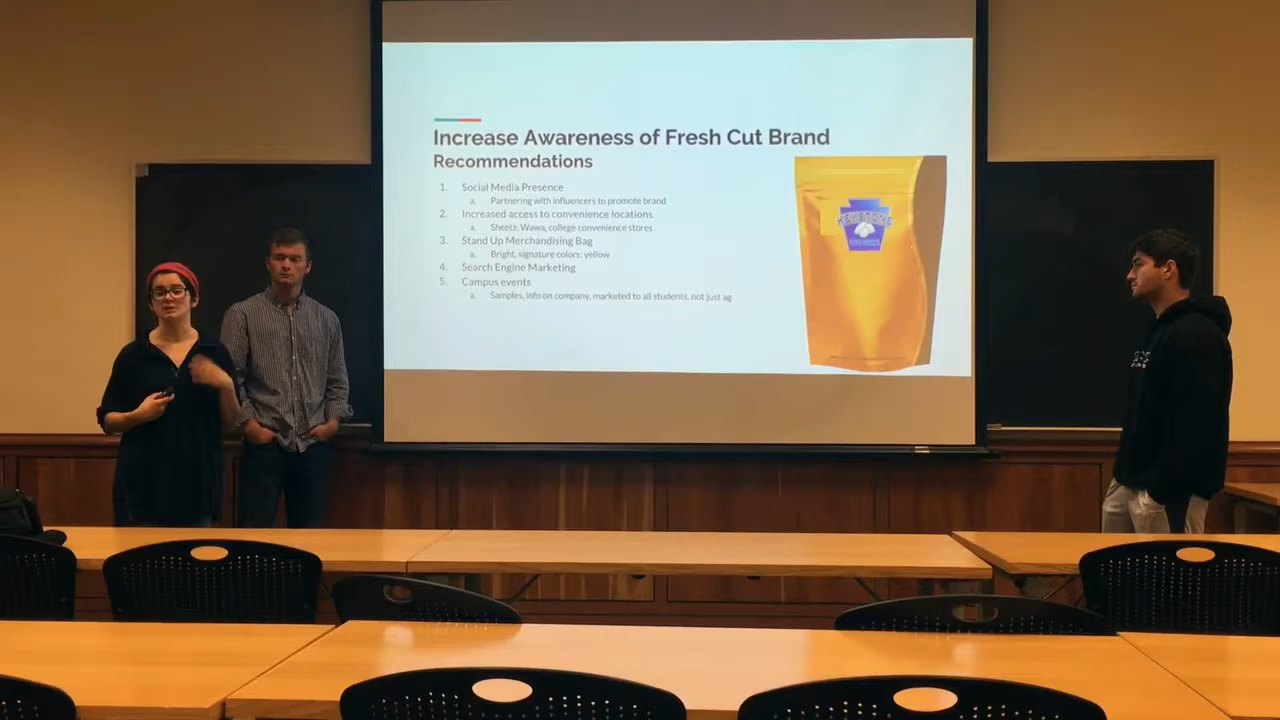 Increase Awareness of Fresh Cut Brand
Recommendations
1. Social Media Presence
a. Partnering with influencers to promote brand
2. Increased access to convenience locations
a. Sheetz, Wawa, college convenience stores
3. Stand Up Merchandising Bag
a. Bright, signature colors: yellow
4. Search Engine Marketing
5. Campus events
a. Samples, info on company, marketed to all students, not just ag
KEYSTONE